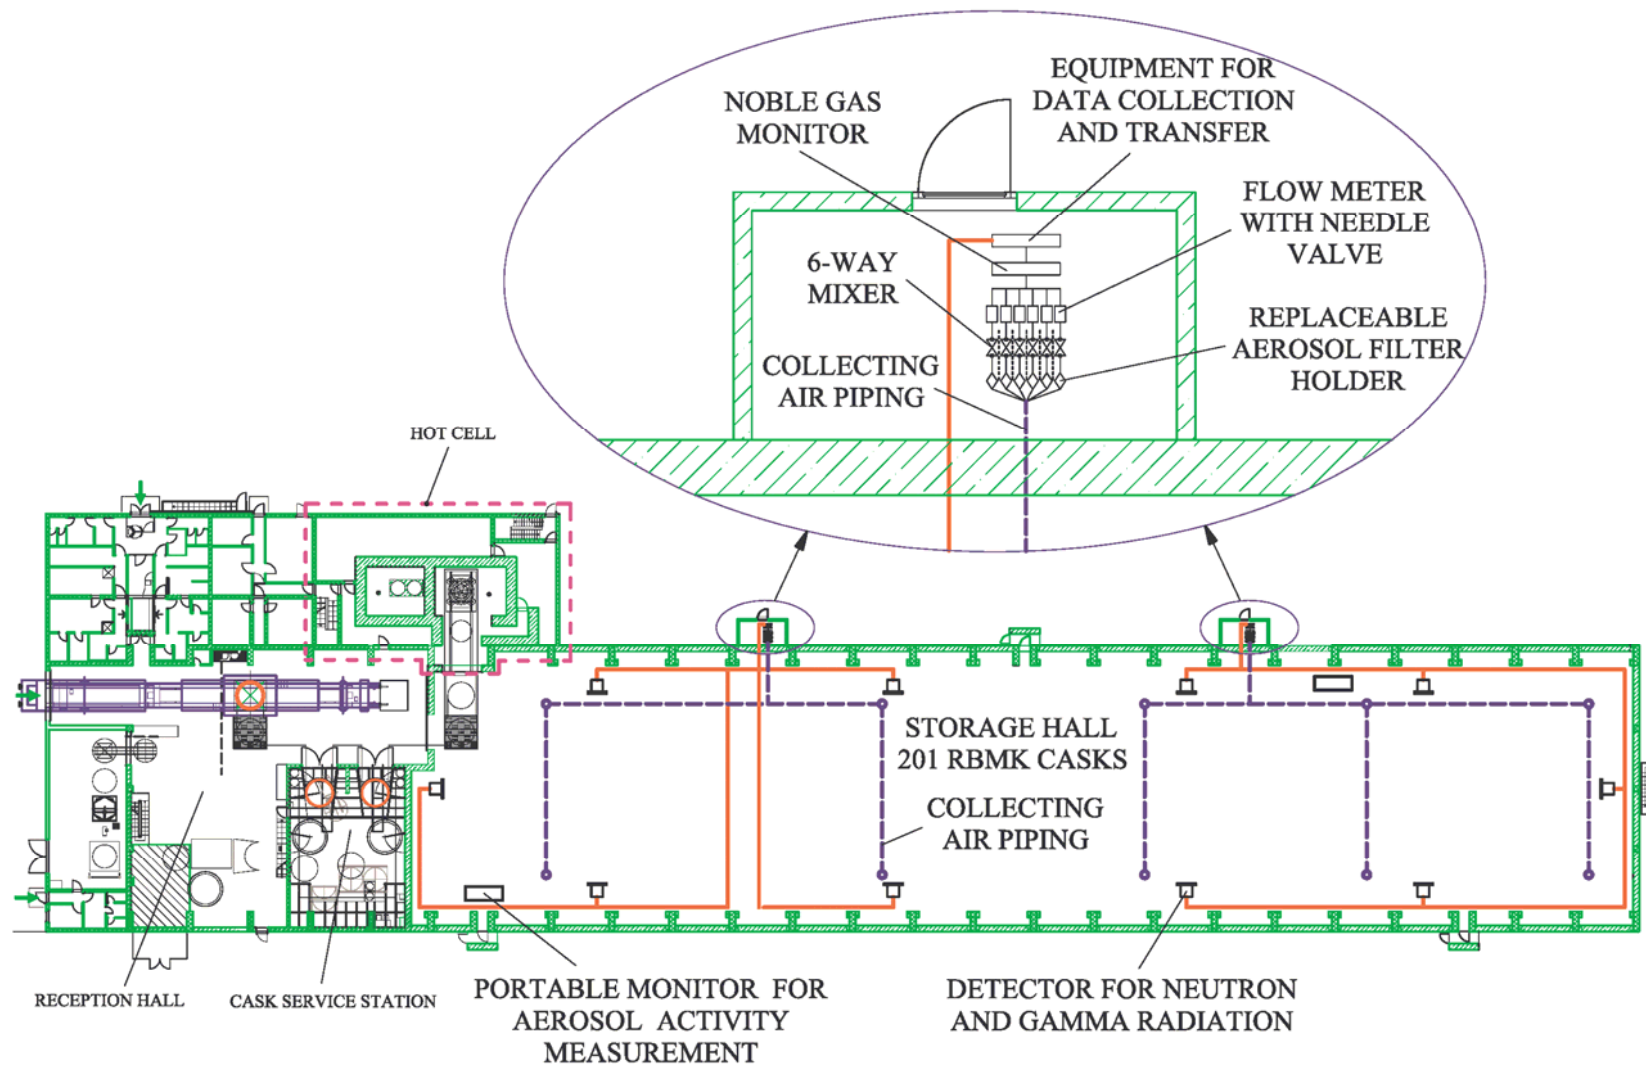 EQUIPMENT FOR
DATA COLLECTION
AND TRANSFER
NOBLE GAS
MONITOR
FLOW METER
WITH NEEDLE
VALVE
6-WAY
MIXER
REPLACEABLE
AEROSOL FILTER
HOLDER
COLLECTING
AIR PIPING
HOT CELL
STORAGE HALL
201 RBMK CASKS
COLLECTING
AIR PIPING
RECEPTION HALL
CASK SERVICE STATION
PORTABLE MONITOR FOR
AEROSOL ACTIVITY
MEASUREMENT
DETECTOR FOR NEUTRON
AND GAMMA RADIATION